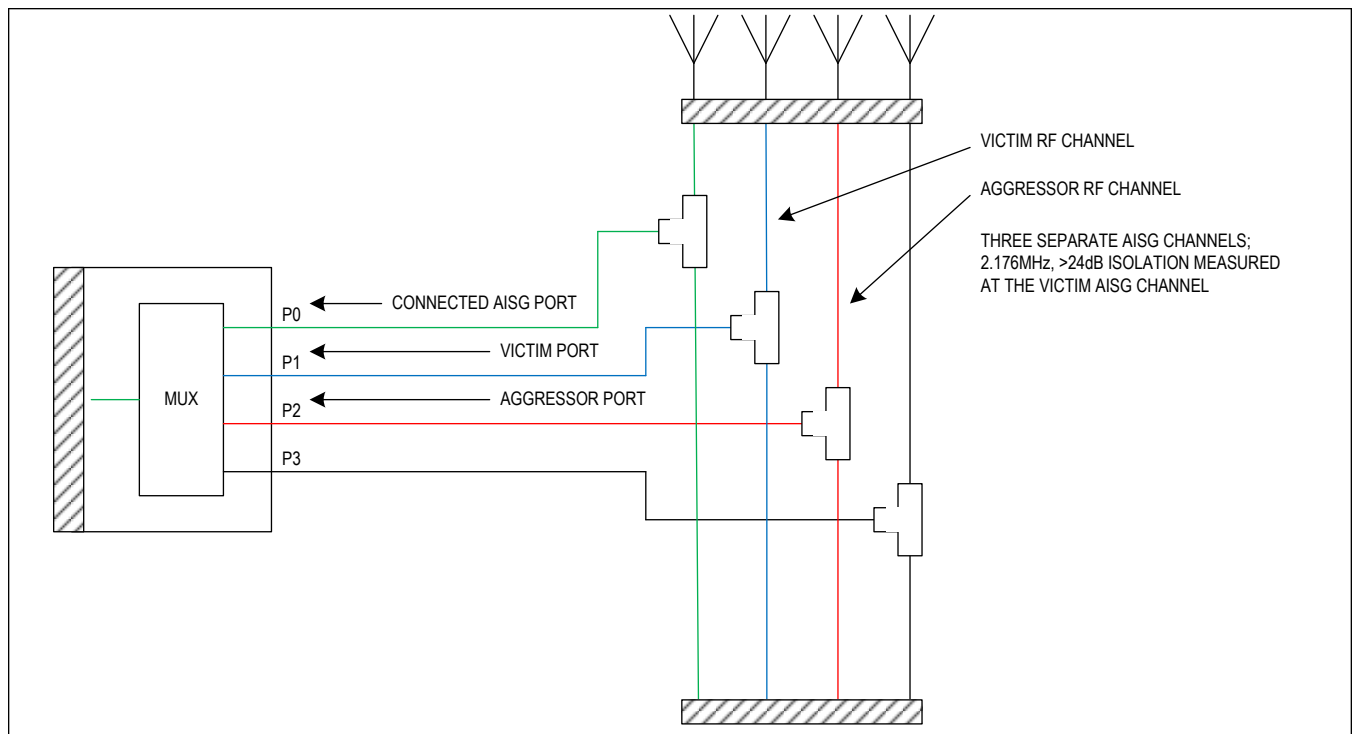 VICTIM RF CHANNEL
AGGRESSOR RF CHANNEL
THREE SEPARATE AISG CHANNELS;
2.176MHz, >24dB ISOLATION MEASURED
AT THE VICTIM AISG CHANNEL
P0
CONNECTED AISG PORT
P1
VICTIM PORT
MUX
P2
AGGRESSOR PORT
P3